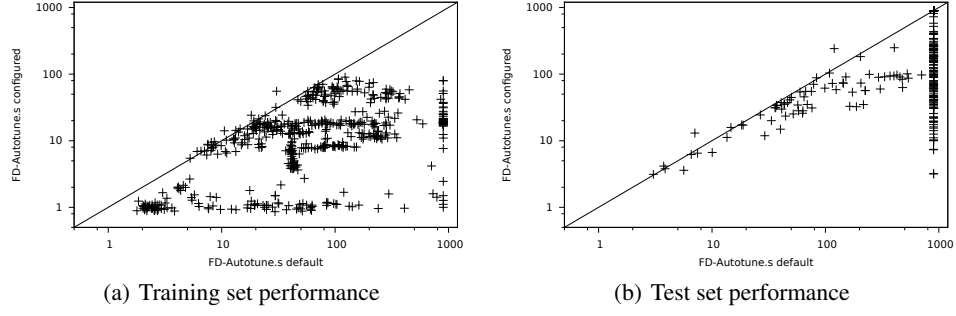 1000
100
10
1
FD-Autotune.s configured
1 10 100 1000
FD-Autotune.s default
(a) Training set performance
1000
100
10
1
FD-Autotune.s configured
1 10 100 1000
FD-Autotune.s default
(b) Test set performance